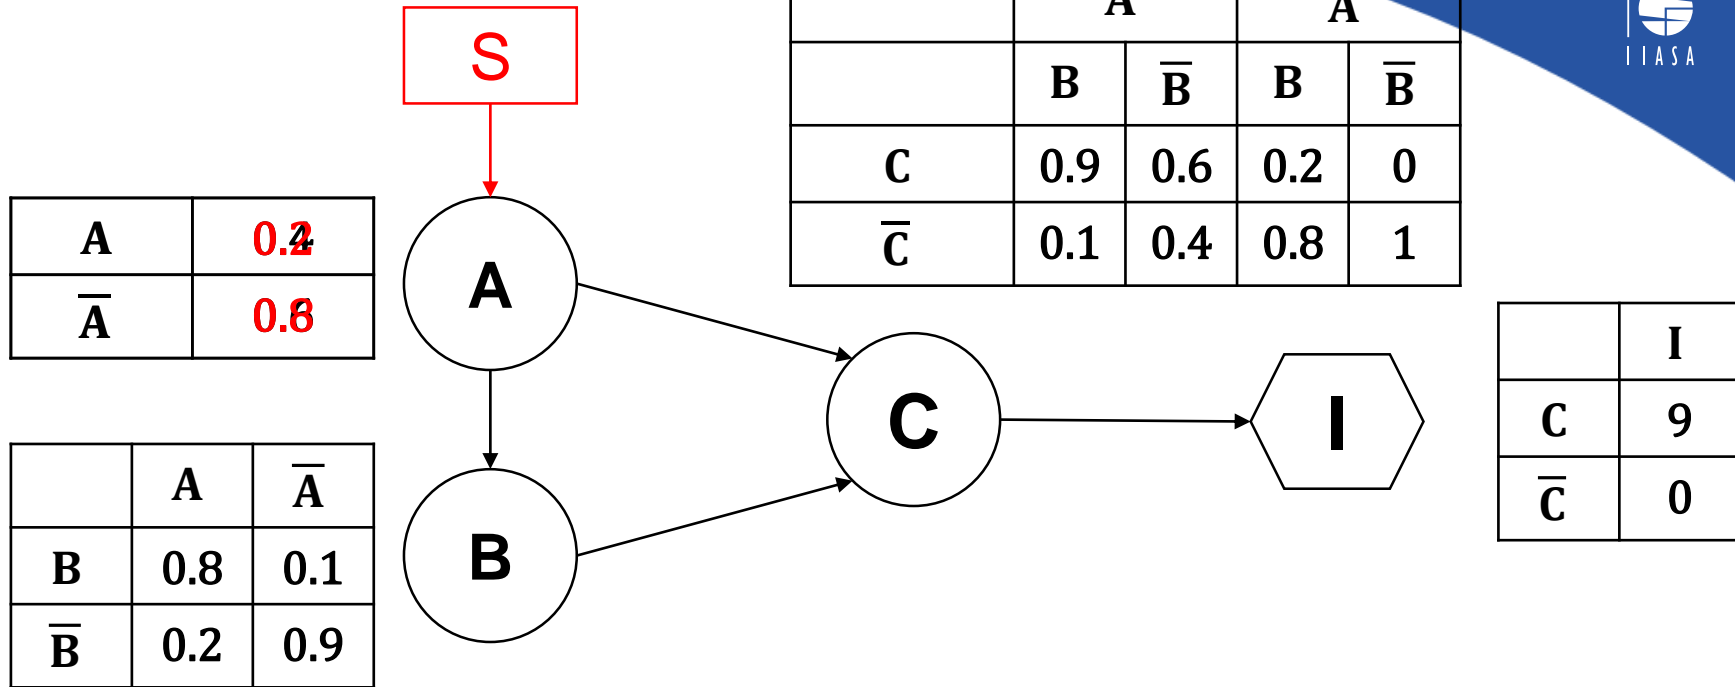 S
A A
B B̅ B B̅
C 0.9 0.6 0.2 0
C̅ 0.1 0.4 0.8 1
IIASA
A 0.2
A̅ 0.8
A
A A̅
B 0.8 0.1
B̅ 0.2 0.9
B
C
I
I
C 9
C̅ 0